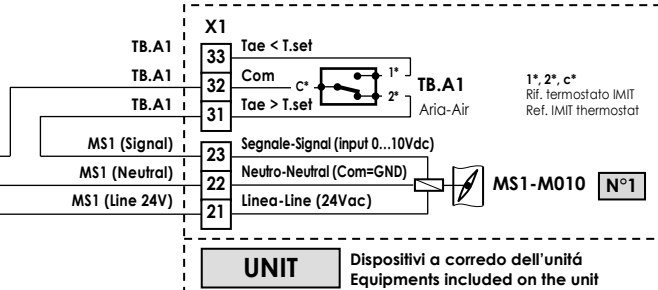 X1
TB.A1 33 Tae < T.set
TB.A1 32 Com C* 1* 2* TB.A1
Aria-Air
TB.A1 31 Tae > T.set
1*, 2*, c*
Rif. termostato IMIT
Ref. IMIT thermostat
MS1 (Signal) 23 Segnale-Signal (input 0...10Vdc)
MS1 (Neutral) 22 Neutro-Neutral (Com=GND) MS1-M010 N°1
MS1 (Line 24V) 21 Linea-Line (24Vac)
UNIT
Dispositivi a corredo dell'unitá
Equipments included on the unit